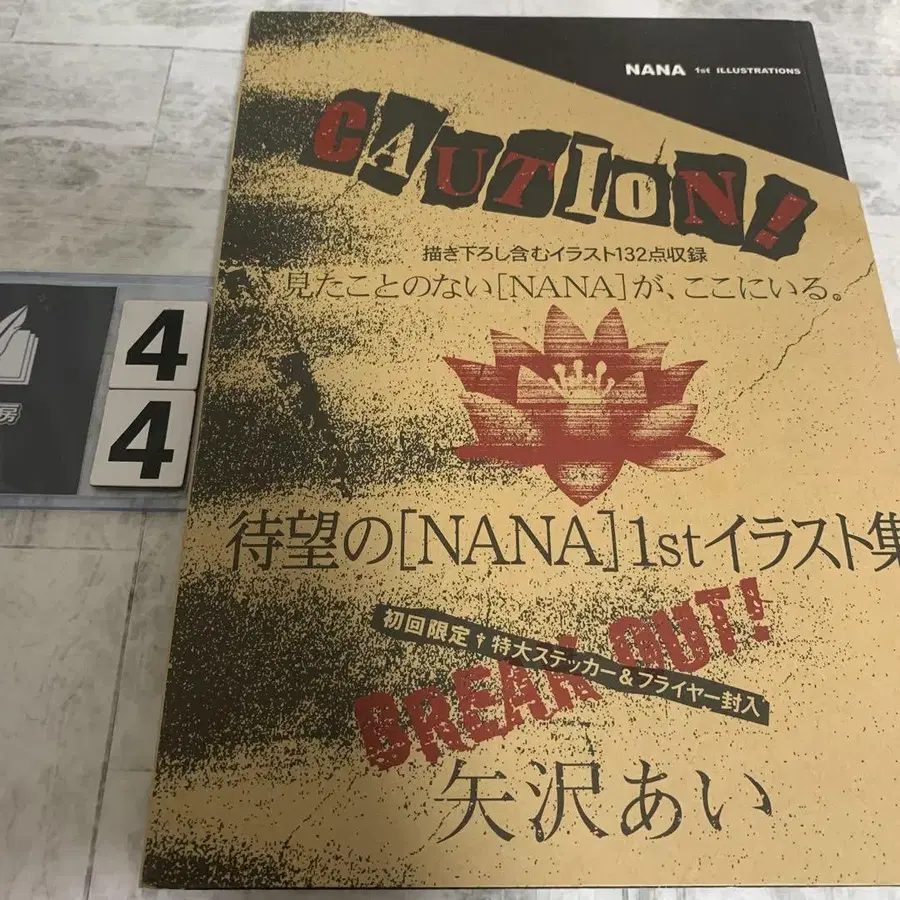 NANA 1st ILLUSTRATIONS
CAUTION!
描き下ろし含むイラスト132点収録
見たことのない[NANA]が、ここにいる。
待望の[NANA]1stイラスト集
初回限定†特大ステッカー&フライヤー封入
BREAK OUT!
矢沢あい
房
4
4